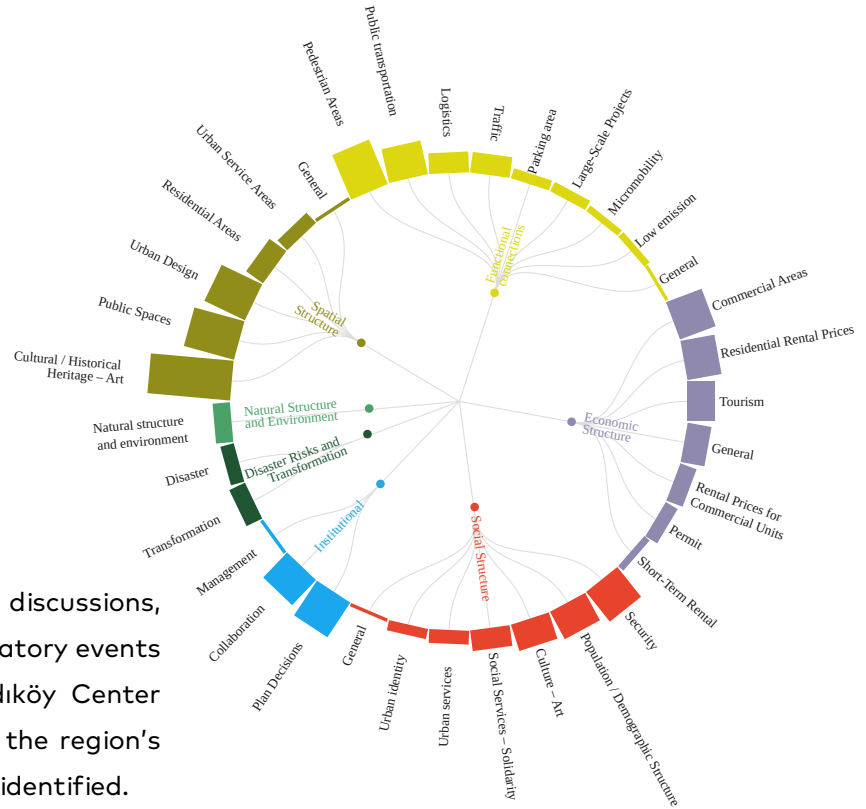 Public transportation
Pedestrian Areas
Logistics
Traffic
Parking area
Large-Scale Projects
Micromobility
Low emission
General
Functional
connections
Commercial Areas
Residential Rental Prices
Tourism
General
Rental Prices for
Commercial Units
Permit
Short-Term Rental
Economic
Structure
Security
Population / Demographic Structure
Culture – Art
Social Services – Solidarity
Urban services
Urban identity
General
Social Structure
Plan Decisions
Collaboration
Management
Institutional
Transformation
Disaster
Disaster Risks and
Transformation
Natural structure
and environment
Natural Structure
and Environment
Cultural / Historical
Heritage – Art
Public Spaces
Urban Design
Residential Areas
Urban Service Areas
General
Spatial
Structure
discussions,
atory events
dıköy Center
the region’s
identified.